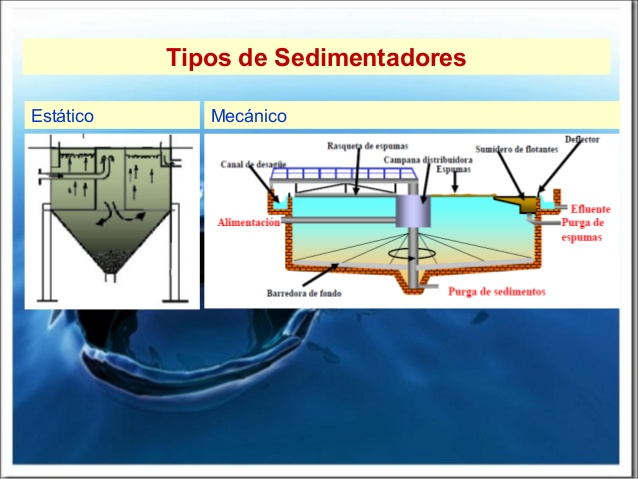 Tipos de Sedimentadores
Estático
Mecánico
Deflector
Rasqueta de espumas
Sumidero de flotantes
Canal de desagüe
Campana distribuidora
Espumas
Efluente
Alimentación
Purga de
espumas
Barredora de fondo
Purga de sedimentos